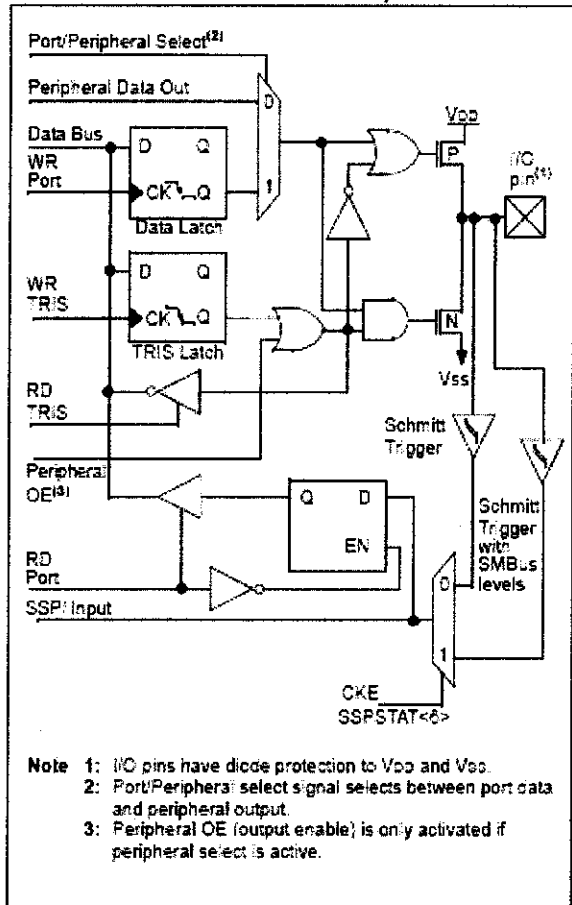 Port/Peripheral Select(2)
Peripheral Data Out
Data Bus
WR
Port
D Q
CK Q
Data Latch
0
1
VDD
P
I/O
pin(1)
WR
TRIS
D Q
CK Q
TRIS Latch
N
Vss
RD
TRIS
Schmitt
Trigger
Peripheral
OE(3)
Q D
EN
Schmitt
Trigger
with
SMBus
levels
RD
Port
SSPI Input
0
1
CKE
SSPSTAT<6>
Note 1: I/O pins have diode protection to VDD and Vss.
2: Port/Peripheral select signal selects between port data
and peripheral output.
3: Peripheral OE (output enable) is only activated if
peripheral select is active.